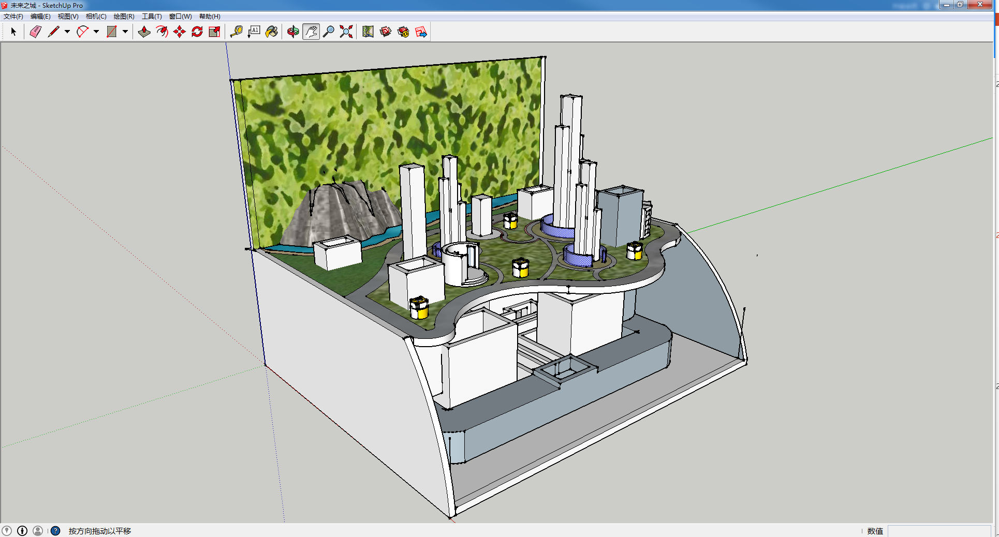 未来之城 - SketchUp Pro
文件(F) 编辑(E) 视图(V) 相机(C) 绘图(R) 工具(T) 窗口(W) 帮助(H)
A1
按方向拖动以平移
数值